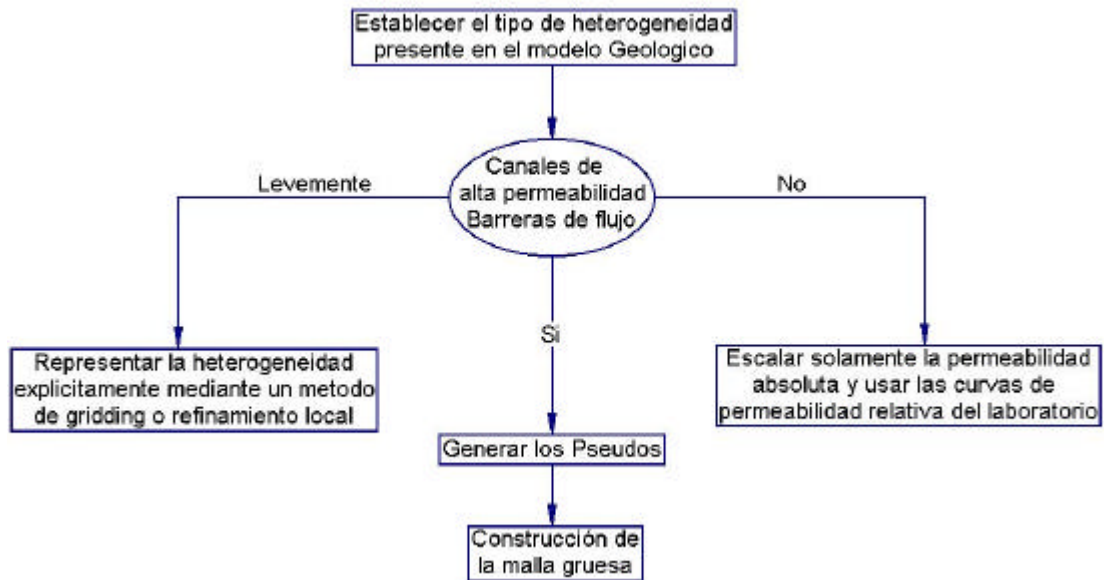 Establecer el tipo de heterogeneidad
presente en el modelo Geologico
Canales de
alta permeabilidad
Barreras de flujo
Levemente
No
Si
Representar la heterogeneidad
explicitamente mediante un metodo
de gridding o refinamiento local
Escalar solamente la permeabilidad
absoluta y usar las curvas de
permeabilidad relativa del laboratorio
Generar los Pseudos
Construcción de
la malla gruesa